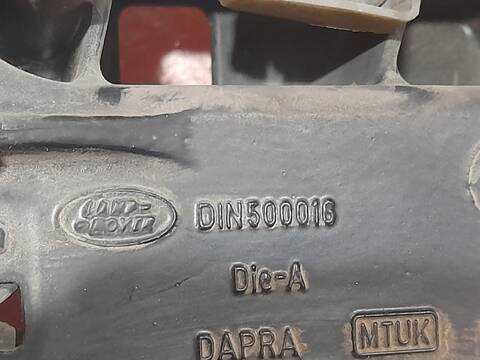 LAND-
ROVER
DIN500016
Die-A
DAPRA
MTUK